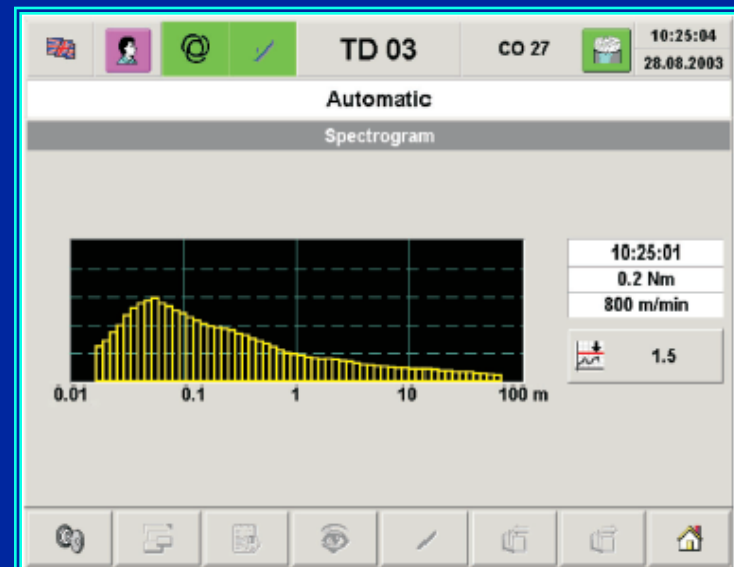 TD 03 CO 27 10:25:04
28.08.2003
Automatic
Spectrogram
10:25:01
0.2 Nm
800 m/min
1.5
0.01 0.1 1 10 100 m